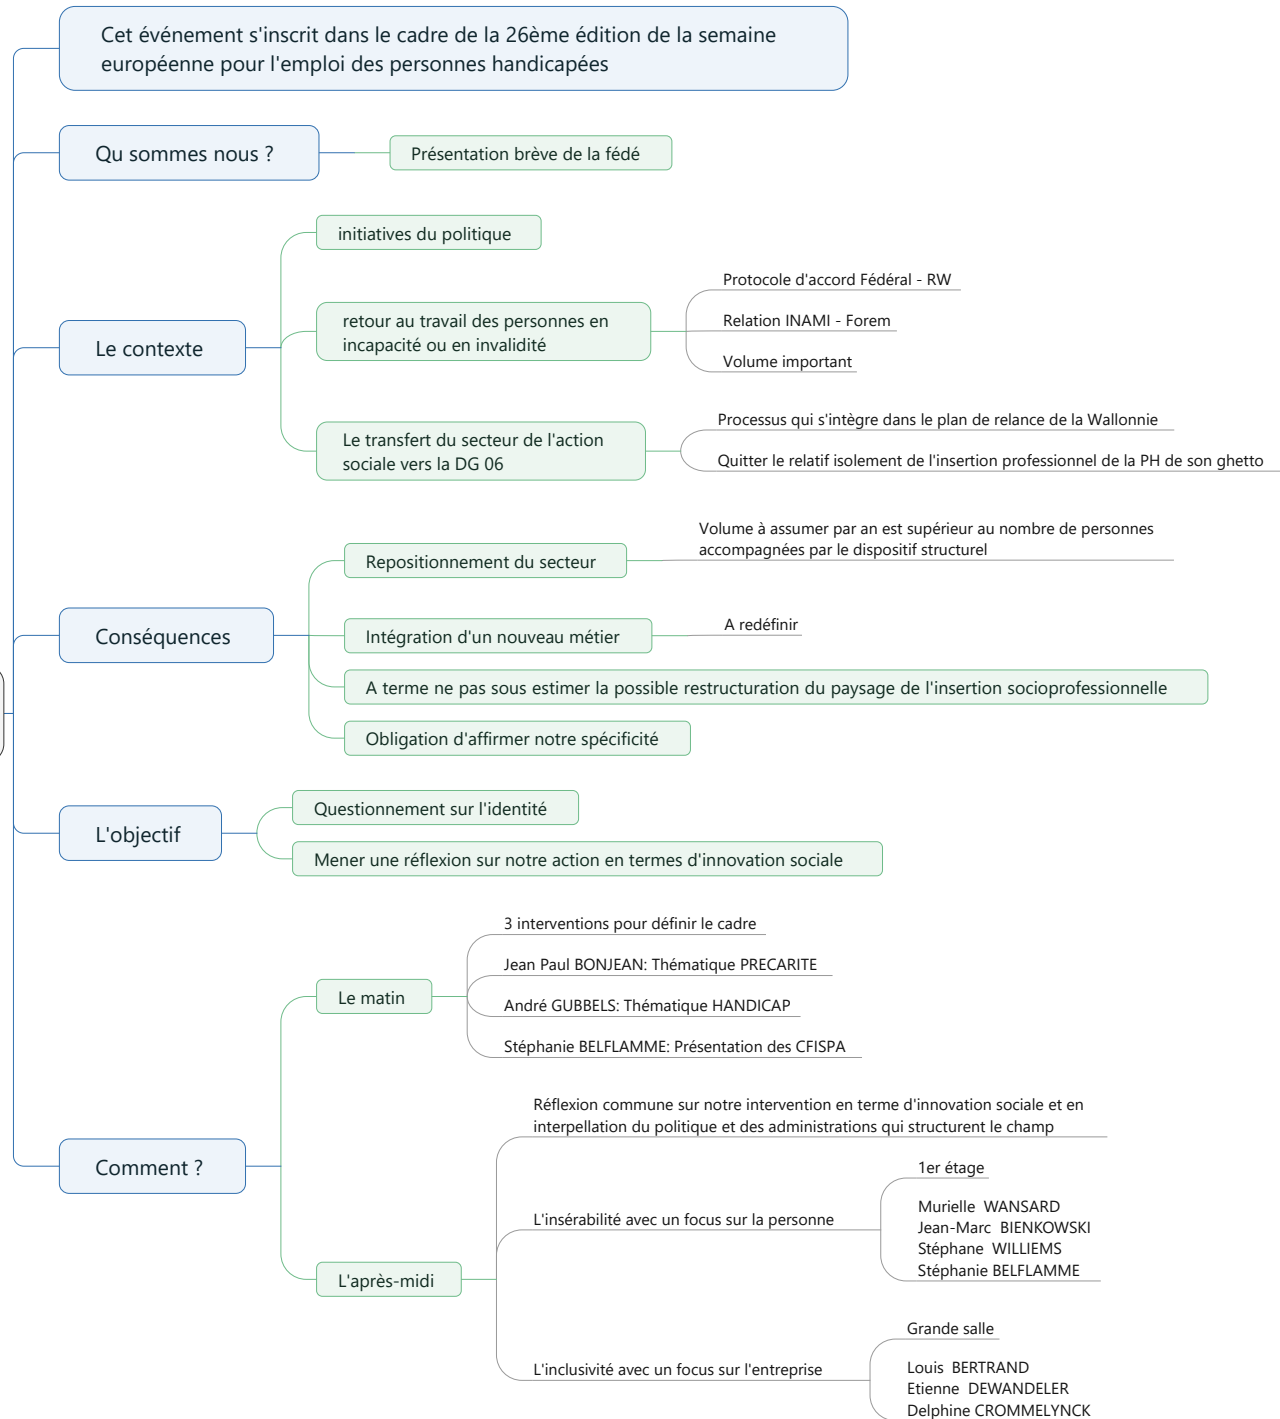 Cet événement s'inscrit dans le cadre de la 26ème édition de la semaine
européenne pour l'emploi des personnes handicapées
Qu sommes nous ?
Présentation brève de la fédé
Le contexte
initiatives du politique
retour au travail des personnes en
incapacité ou en invalidité
Protocole d'accord Fédéral - RW
Relation INAMI - Forem
Volume important
Le transfert du secteur de l'action
sociale vers la DG 06
Processus qui s'intègre dans le plan de relance de la Wallonie
Quitter le relatif isolement de l'insertion professionnel de la PH de son ghetto
Conséquences
Repositionnement du secteur
Volume à assumer par an est supérieur au nombre de personnes
accompagnées par le dispositif structurel
Intégration d'un nouveau métier
A redéfinir
A terme ne pas sous estimer la possible restructuration du paysage de l'insertion socioprofessionnelle
Obligation d'affirmer notre spécificité
L'objectif
Questionnement sur l'identité
Mener une réflexion sur notre action en termes d'innovation sociale
Comment ?
Le matin
3 interventions pour définir le cadre
Jean Paul BONJEAN: Thématique PRECARITE
André GUBBELS: Thématique HANDICAP
Stéphanie BELFLAMME: Présentation des CFISPA
L'après-midi
Réflexion commune sur notre intervention en terme d'innovation sociale et en
interpellation du politique et des administrations qui structurent le champ
L'insérabilité avec un focus sur la personne
1er étage
Murielle WANSARD
Jean-Marc BIENKOWSKI
Stéphane WILLIEMS
Stéphanie BELFLAMME
L'inclusivité avec un focus sur l'entreprise
Grande salle
Louis BERTRAND
Etienne DEWANDELER
Delphine CROMMELYNCK